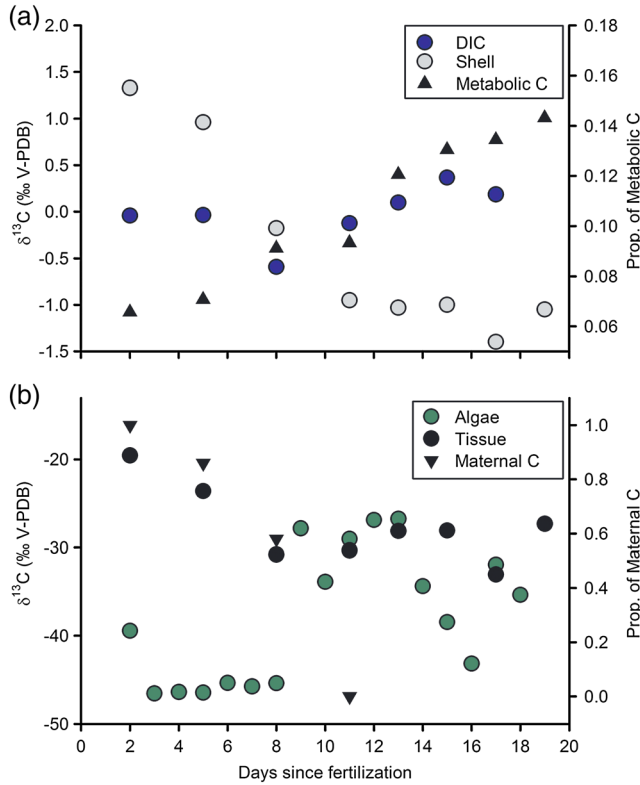 (a)
2.0
1.5
1.0
0.5
0.0
-0.5
-1.0
-1.5
δ13C (‰ V-PDB)
DIC
Shell
Metabolic C
0.18
0.16
0.14
0.12
0.10
0.08
0.06
Prop. of Metabolic C
(b)
-20
-30
-40
-50
δ13C (‰ V-PDB)
Algae
Tissue
Maternal C
1.0
0.8
0.6
0.4
0.2
0.0
Prop. of Maternal C
0 2 4 6 8 10 12 14 16 18 20
Days since fertilization